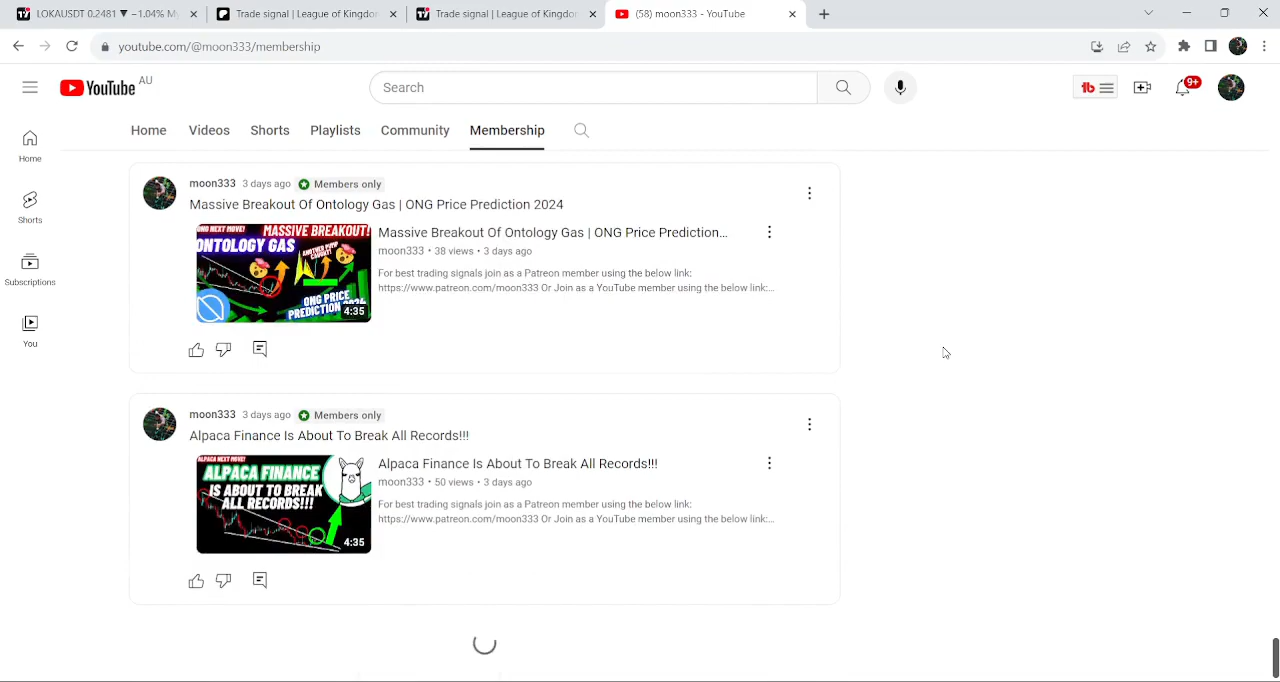 LOKAUSDT 0.2481 ▼ −1.04%
Trade signal | League of Kingdon
Trade signal | League of Kingdon
(58) moon333 - YouTube
youtube.com/@moon333/membership
YouTube AU
Search
9+
Home Videos Shorts Playlists Community Membership
Home
Shorts
Subscriptions
You
moon333 3 days ago Members only
Massive Breakout Of Ontology Gas | ONG Price Prediction 2024
ONG NEXT MOVE! MASSIVE BREAKOUT!
ONTOLOGY GAS
ANOTHER PUMP
ONG PRICE
PREDICTION
4:35
Massive Breakout Of Ontology Gas | ONG Price Prediction...
moon333 • 38 views • 3 days ago
For best trading signals join as a Patreon member using the below link:
https://www.patreon.com/moon333 Or Join as a YouTube member using the below link:...
moon333 3 days ago Members only
Alpaca Finance Is About To Break All Records!!!
ALPACA NEXT MOVE!
ALPACA FINANCE
IS ABOUT TO BREAK
ALL RECORDS!!!
4:35
Alpaca Finance Is About To Break All Records!!!
moon333 • 50 views • 3 days ago
For best trading signals join as a Patreon member using the below link:
https://www.patreon.com/moon333 Or Join as a YouTube member using the below link:...